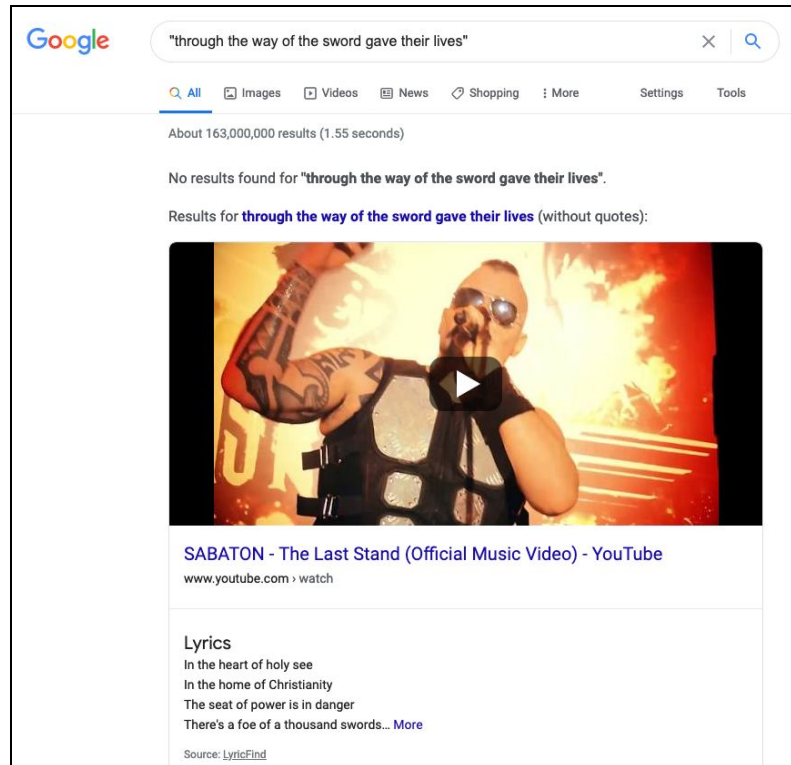 Google
"through the way of the sword gave their lives"
All Images Videos News Shopping More Settings Tools
About 163,000,000 results (1.55 seconds)
No results found for "through the way of the sword gave their lives".
Results for through the way of the sword gave their lives (without quotes):
SABATON - The Last Stand (Official Music Video) - YouTube
www.youtube.com › watch
Lyrics
In the heart of holy see
In the home of Christianity
The seat of power is in danger
There's a foe of a thousand swords... More
Source: LyricFind